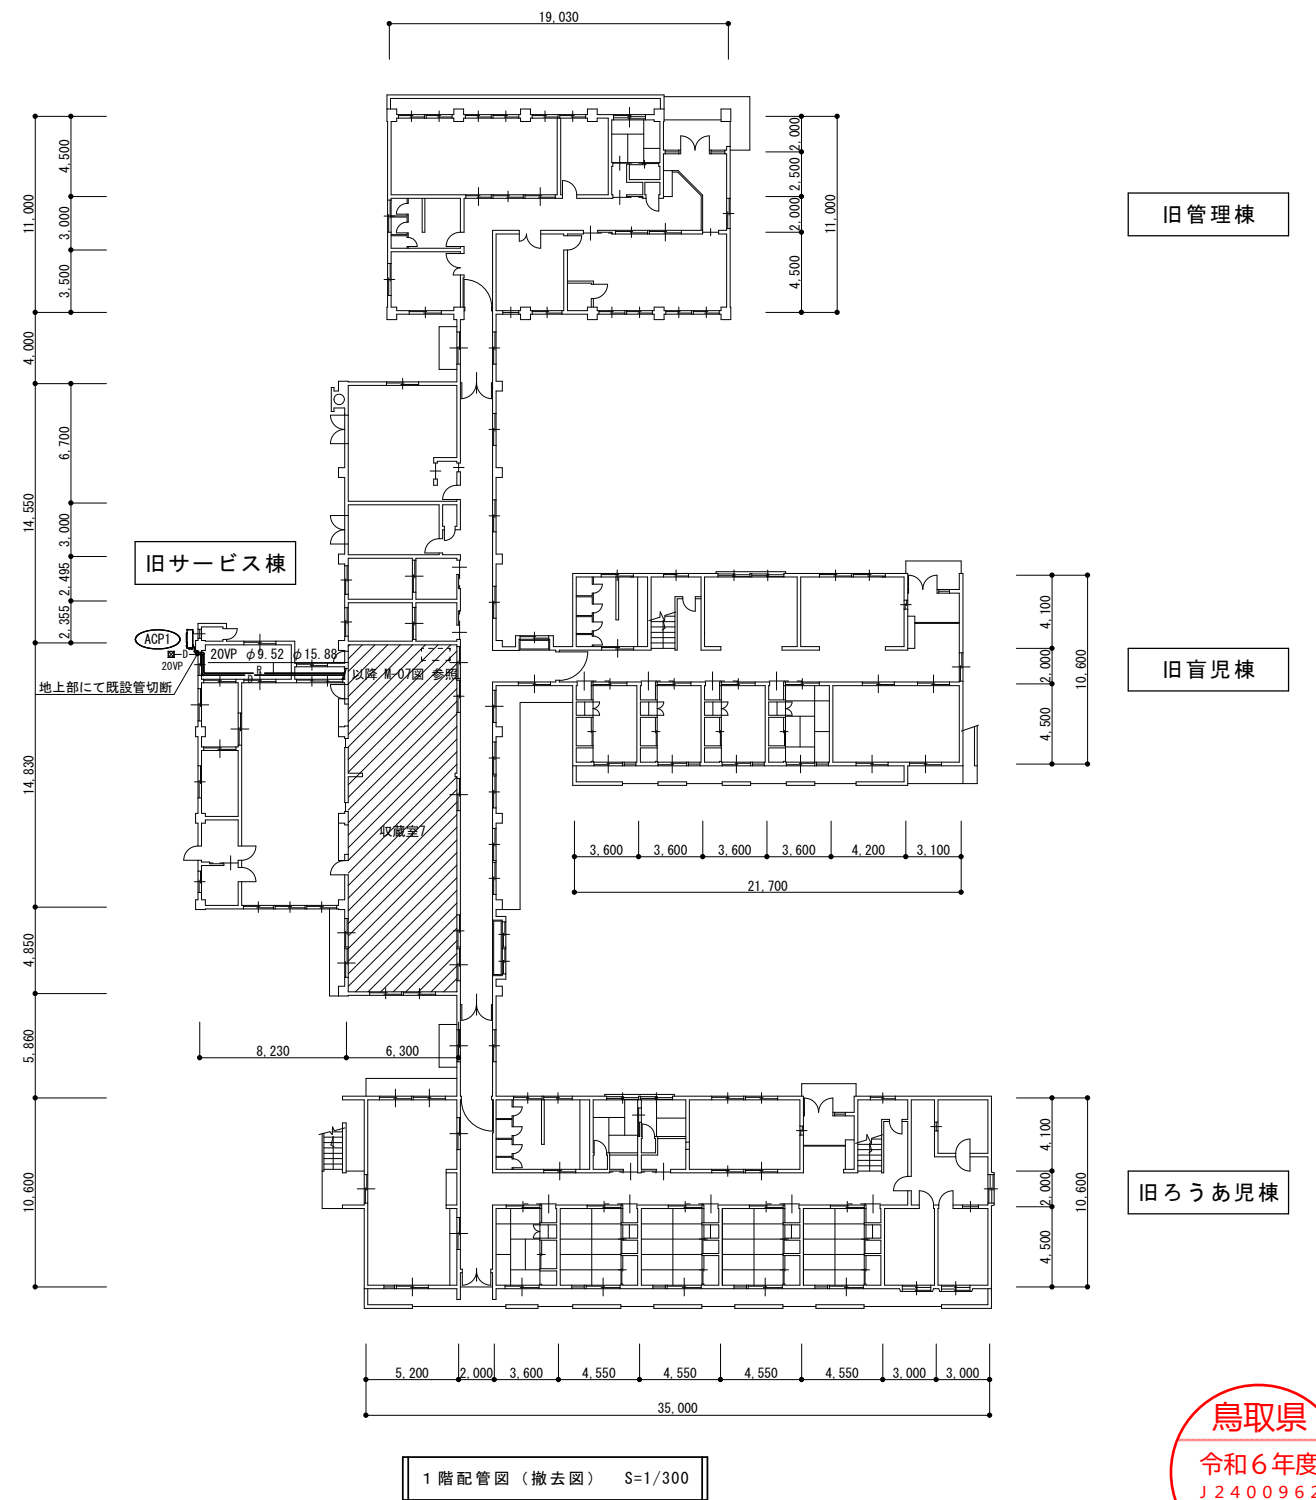 19,030
4,500
3,000
3,500
11,000
2,000
2,500
2,000
4,500
11,000
旧管理棟
4,000
6,700
3,000
2,495
2,355
14,550
旧サービス棟
ACP1
D
20VP
20VP φ9.52 φ15.88
R
D
以降 M-07図 参照
地上部にて既設管切断
4,100
2,000
4,500
10,600
旧盲児棟
14,830
収蔵室7
3,600 3,600 3,600 3,600 4,200 3,100
21,700
4,850
5,860
8,230 6,300
10,600
4,100
2,000
4,500
10,600
旧ろうあ児棟
5,200 2,000 3,600 4,550 4,550 4,550 4,550 3,000 3,000
35,000
1階配管図（撤去図） S=1/300
鳥取県
令和6年度
J2400962